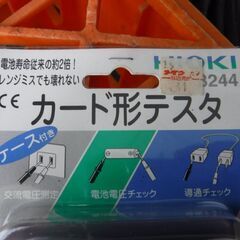 電池寿命従来の約2倍!
レンジミスでも壊れない
HIOKI
3244
CE
カード形テスタ
ケース付き
交流電圧測定
電池電圧チェック
導通チェック